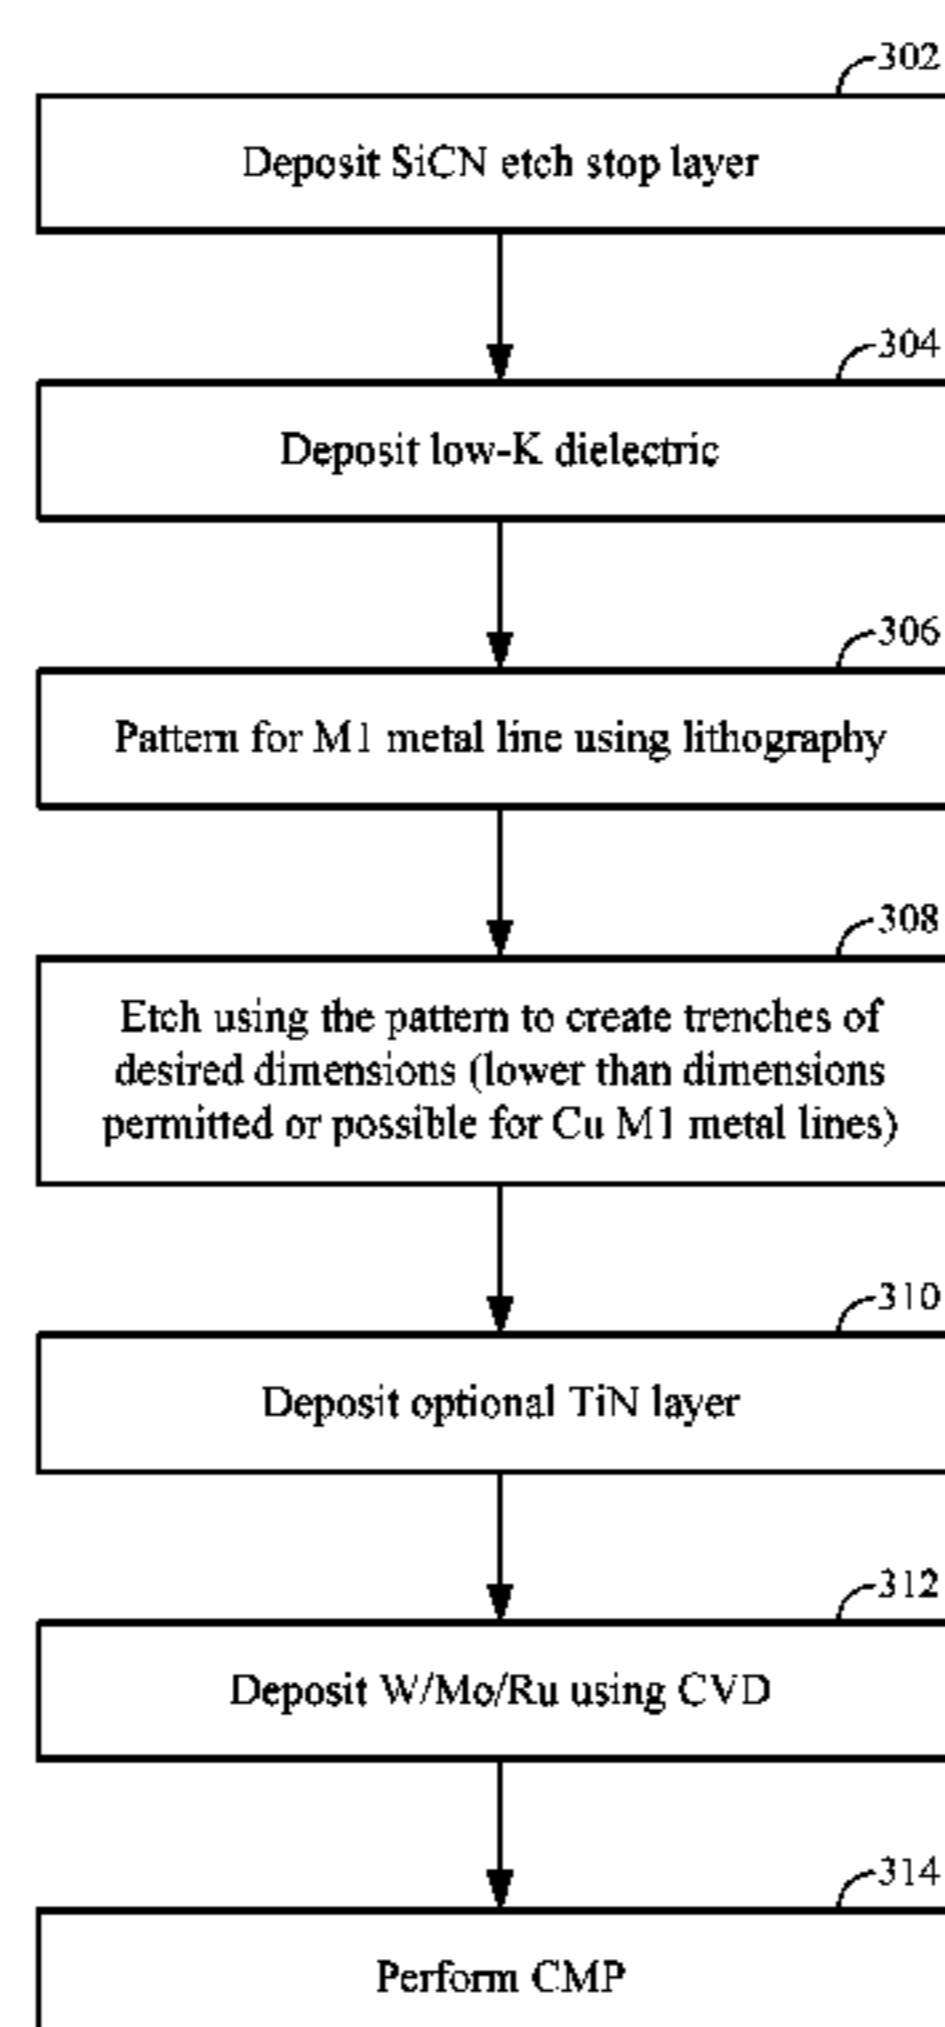 302
Deposit SiCN etch stop layer
304
Deposit low-K dielectric
306
Pattern for M1 metal line using lithography
308
Etch using the pattern to create trenches of
desired dimensions (lower than dimensions
permitted or possible for Cu M1 metal lines)
310
Deposit optional TiN layer
312
Deposit W/Mo/Ru using CVD
314
Perform CMP